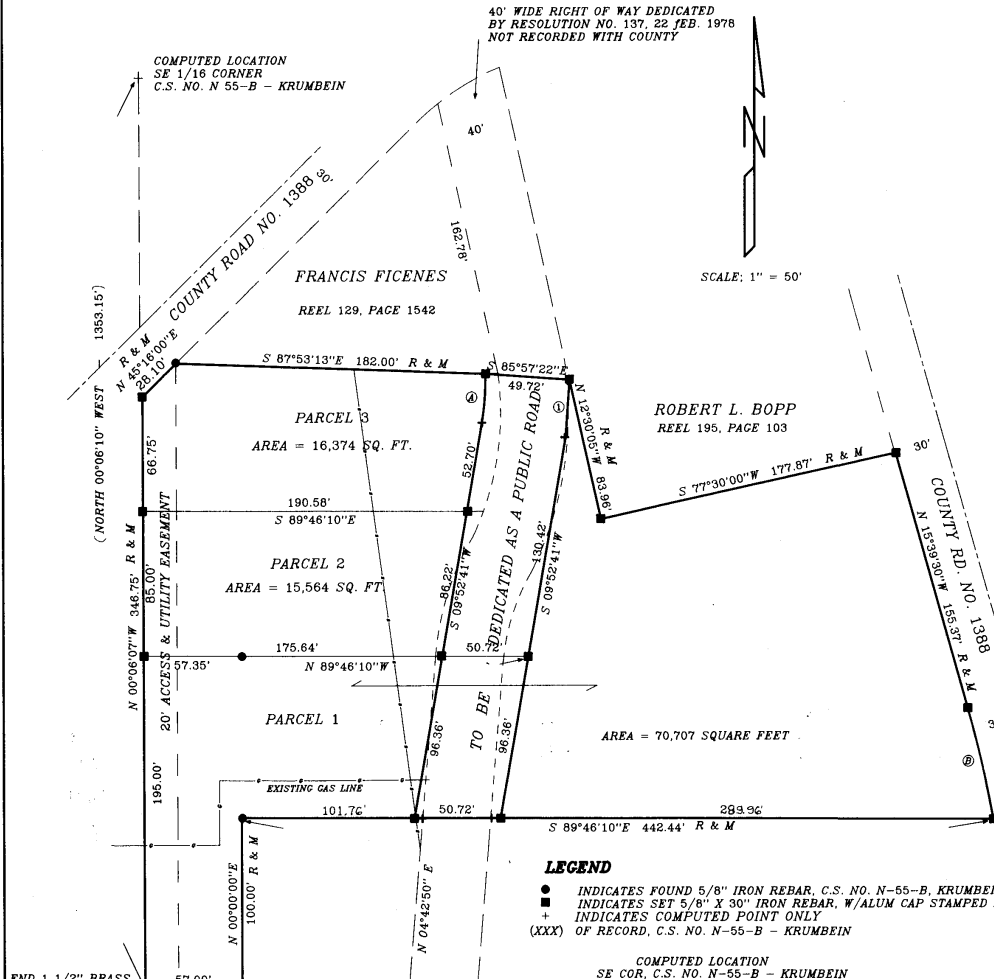 40' WIDE RIGHT OF WAY DEDICATED
BY RESOLUTION NO. 137, 22 fEB. 1978
NOT RECORDED WITH COUNTY
COMPUTED LOCATION
SE 1/16 CORNER
C.S. NO. N 55-B - KRUMBEIN
40'
30'
COUNTY ROAD NO. 1388
162.78'
FRANCIS FICENES
REEL 129, PAGE 1542
N
SCALE; 1" = 50'
(NORTH 00°06'10" WEST 1353.15')
R & M
N 45°16'00"E
28.10'
S 87°53'13"E 182.00' R & M
S 85°57'22"E
49.72'
A
1
N 12°30'05"W 83.96'
R & M
ROBERT L. BOPP
REEL 195, PAGE 103
S 77°30'00"W 177.87' R & M
30'
COUNTY RD. NO. 1388
N 15°39'30"W 155.37' R & M
PARCEL 3
AREA = 16,374 SQ. FT.
66.75'
52.70'
190.58'
S 89°46'10"E
PARCEL 2
AREA = 15,564 SQ. FT.
N 00°06'07"W 346.75' R & M
85.00'
20' ACCESS & UTILITY EASEMENT
86.22'
S 09°52'41"W
TO BE DEDICATED AS A PUBLIC ROAD
130.42'
S 09°52'41"W
57.35'
175.64'
N 89°46'10"W
50.72'
PARCEL 1
195.00'
96.36'
96.36'
AREA = 70,707 SQUARE FEET
B
EXISTING GAS LINE
101.76'
50.72'
289.96'
S 89°46'10"E 442.44' R & M
N 00°00'00"E
100.00' R & M
N 04°42'50" E
LEGEND
INDICATES FOUND 5/8" IRON REBAR, C.S. NO. N-55-B, KRUMBEI
INDICATES SET 5/8" X 30" IRON REBAR, W/ALUM CAP STAMPED
+ INDICATES COMPUTED POINT ONLY
(XXX) OF RECORD, C.S. NO. N-55-B - KRUMBEIN
COMPUTED LOCATION
SE COR, C.S. NO. N-55-B - KRUMBEIN
1 1/2" BRASS
57.00'